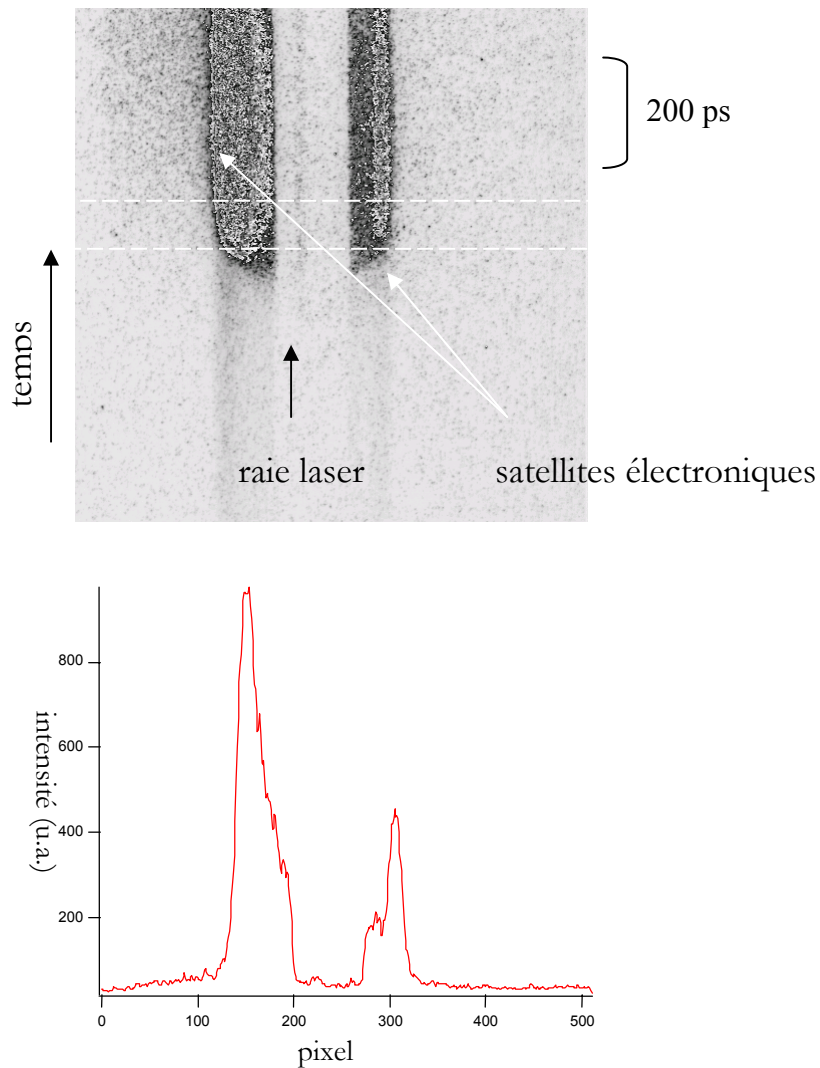 200 ps
temps
raie laser
satellites électroniques
800
600
400
200
intensité (u.a.)
0
100
200
300
400
500
pixel